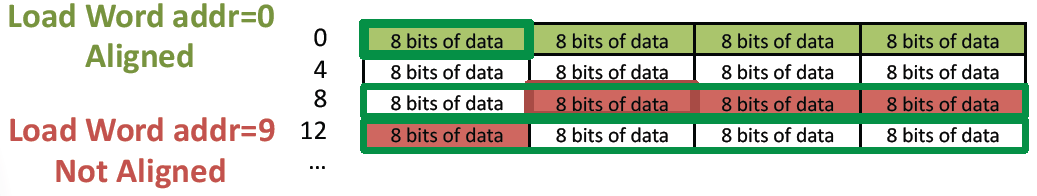 Load Word addr=0
Aligned
0 8 bits of data 8 bits of data 8 bits of data 8 bits of data
4 8 bits of data 8 bits of data 8 bits of data 8 bits of data
8 8 bits of data 8 bits of data 8 bits of data 8 bits of data
Load Word addr=9
Not Aligned
12 8 bits of data 8 bits of data 8 bits of data 8 bits of data
...